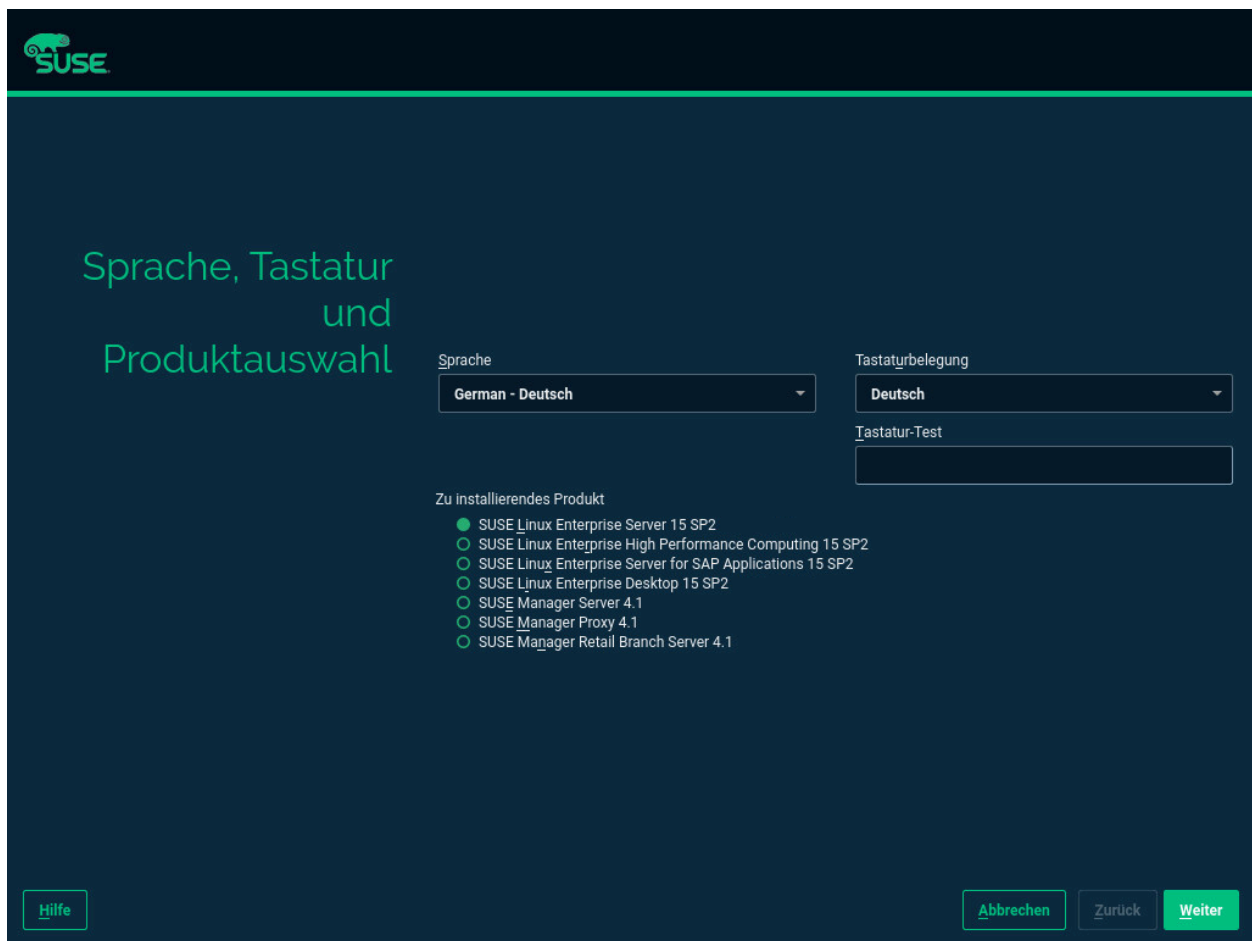 SUSE
Sprache, Tastatur
und
Produktauswahl
Sprache
Tastaturbelegung
German - Deutsch
Deutsch
Tastatur-Test
Zu installierendes Produkt
SUSE Linux Enterprise Server 15 SP2
SUSE Linux Enterprise High Performance Computing 15 SP2
SUSE Linux Enterprise Server for SAP Applications 15 SP2
SUSE Linux Enterprise Desktop 15 SP2
SUSE Manager Server 4.1
SUSE Manager Proxy 4.1
SUSE Manager Retail Branch Server 4.1
Hilfe
Abbrechen
Zurück
Weiter